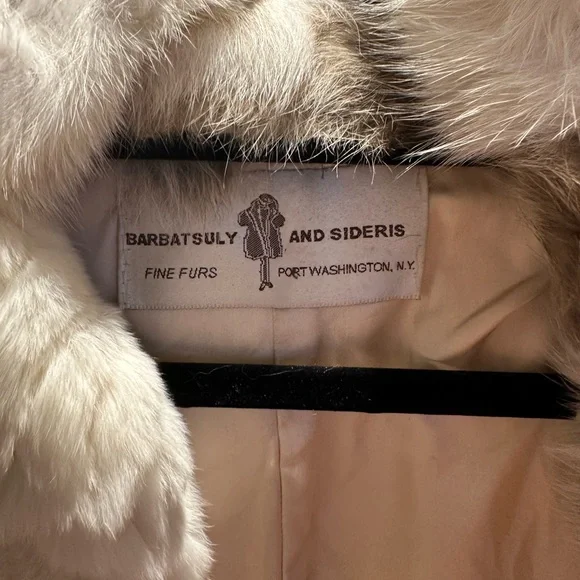 BARBATSULY AND SIDERIS
FINE FURS PORT WASHINGTON, N.Y.